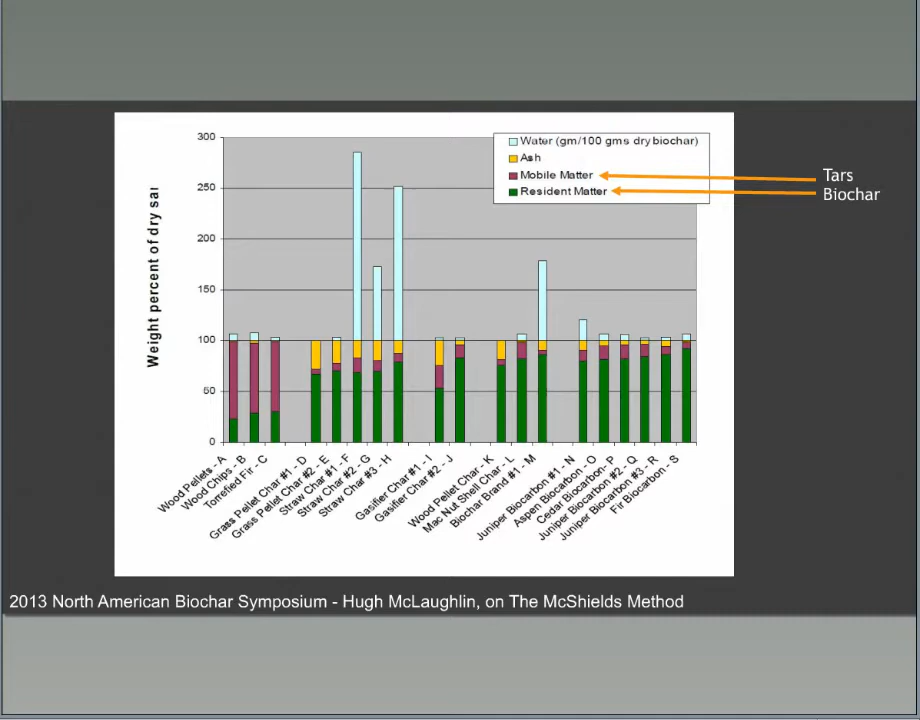 300
250
200
150
100
50
0
Weight percent of dry sal
Water (gm/100 gms dry biochar)
Ash
Mobile Matter
Resident Matter
Tars
Biochar
Wood Pellets - A
Wood Chips - B
Torrefied Fir - C
Grass Pellet Char #1 - D
Grass Pellet Char #2 - E
Straw Char #1 - F
Straw Char #2 - G
Straw Char #3 - H
Gasifier Char #1 - I
Gasifier Char #2 - J
Wood Pellet Char - K
Mac Nut Shell Char - L
Biochar Brand #1 - M
Juniper Biocarbon #1 - N
Aspen Biocarbon - O
Cedar Biocarbon- P
Juniper Biocarbon #2 - Q
Juniper Biocarbon #3 - R
Fir Biocarbon - S
2013 North American Biochar Symposium - Hugh McLaughlin, on The McShields Method